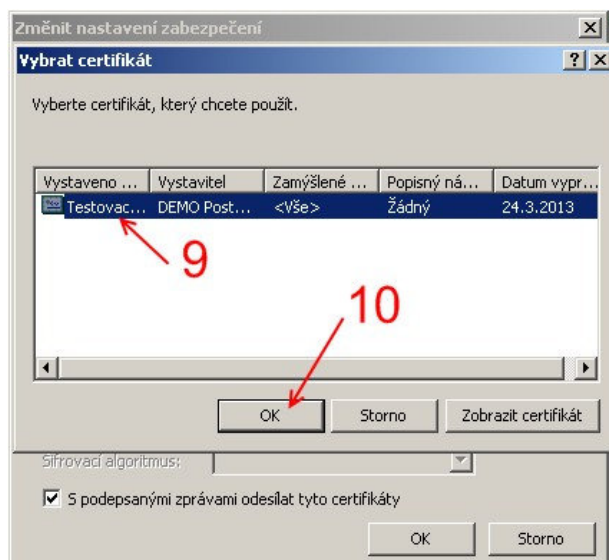 Změnit nastavení zabezpečení
Vybrat certifikát
Vyberte certifikát, který chcete použít.
Vystaveno ... Vystavitel Zamýšlené ... Popisný ná... Datum vypr...
Testovac... DEMO Post... <Vše> Žádný 24.3.2013
9
10
OK Storno Zobrazit certifikát
Šifrovací algoritmus:
S podepsanými zprávami odesílat tyto certifikáty
OK Storno